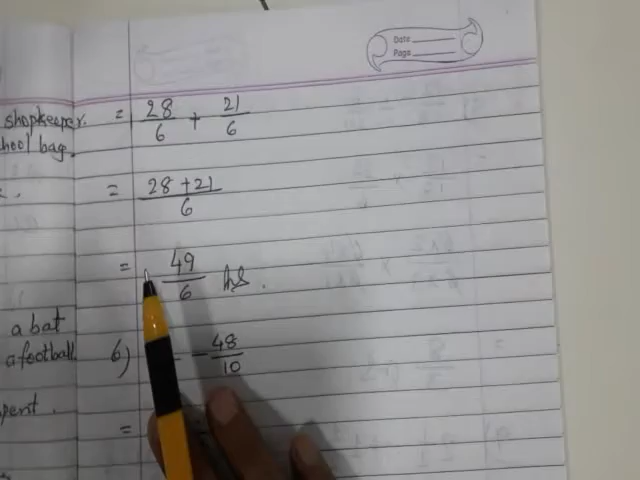 Date
Page
shopkeeper.
hool bag.
= 28/6 + 21/6
= 28 + 21/6
= 49/6 hs.
a bat
a football.
6) - 48/10
pent.
=